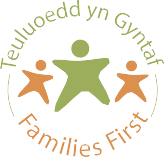 Teuluoedd yn Gyntaf
Families First